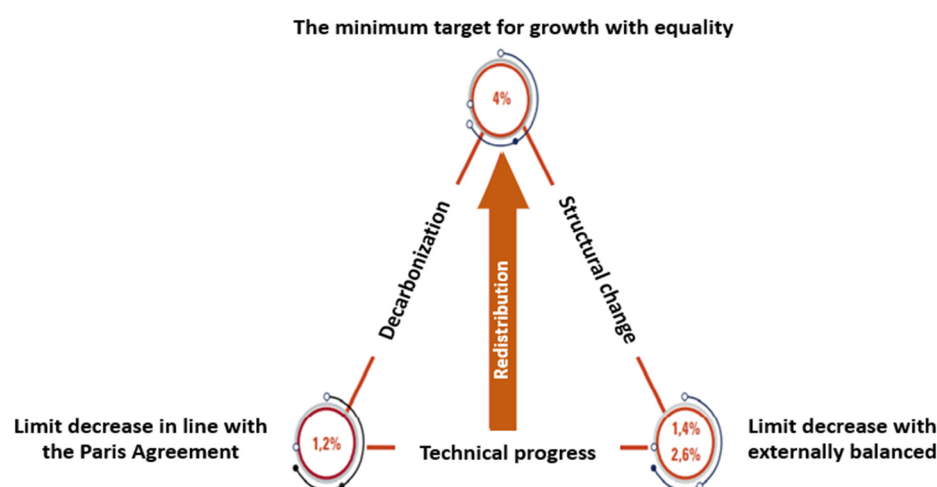 The minimum target for growth with equality
4%
Decarbonization
Structural change
Redistribution
Limit decrease in line with
the Paris Agreement
1,2%
Technical progress
1,4%
2,6%
Limit decrease with
externally balanced